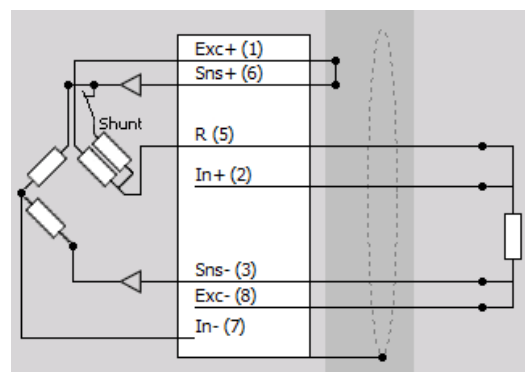 Exc+ (1)
Sns+ (6)
Shunt
R (5)
In+ (2)
Sns- (3)
Exc- (8)
In- (7)